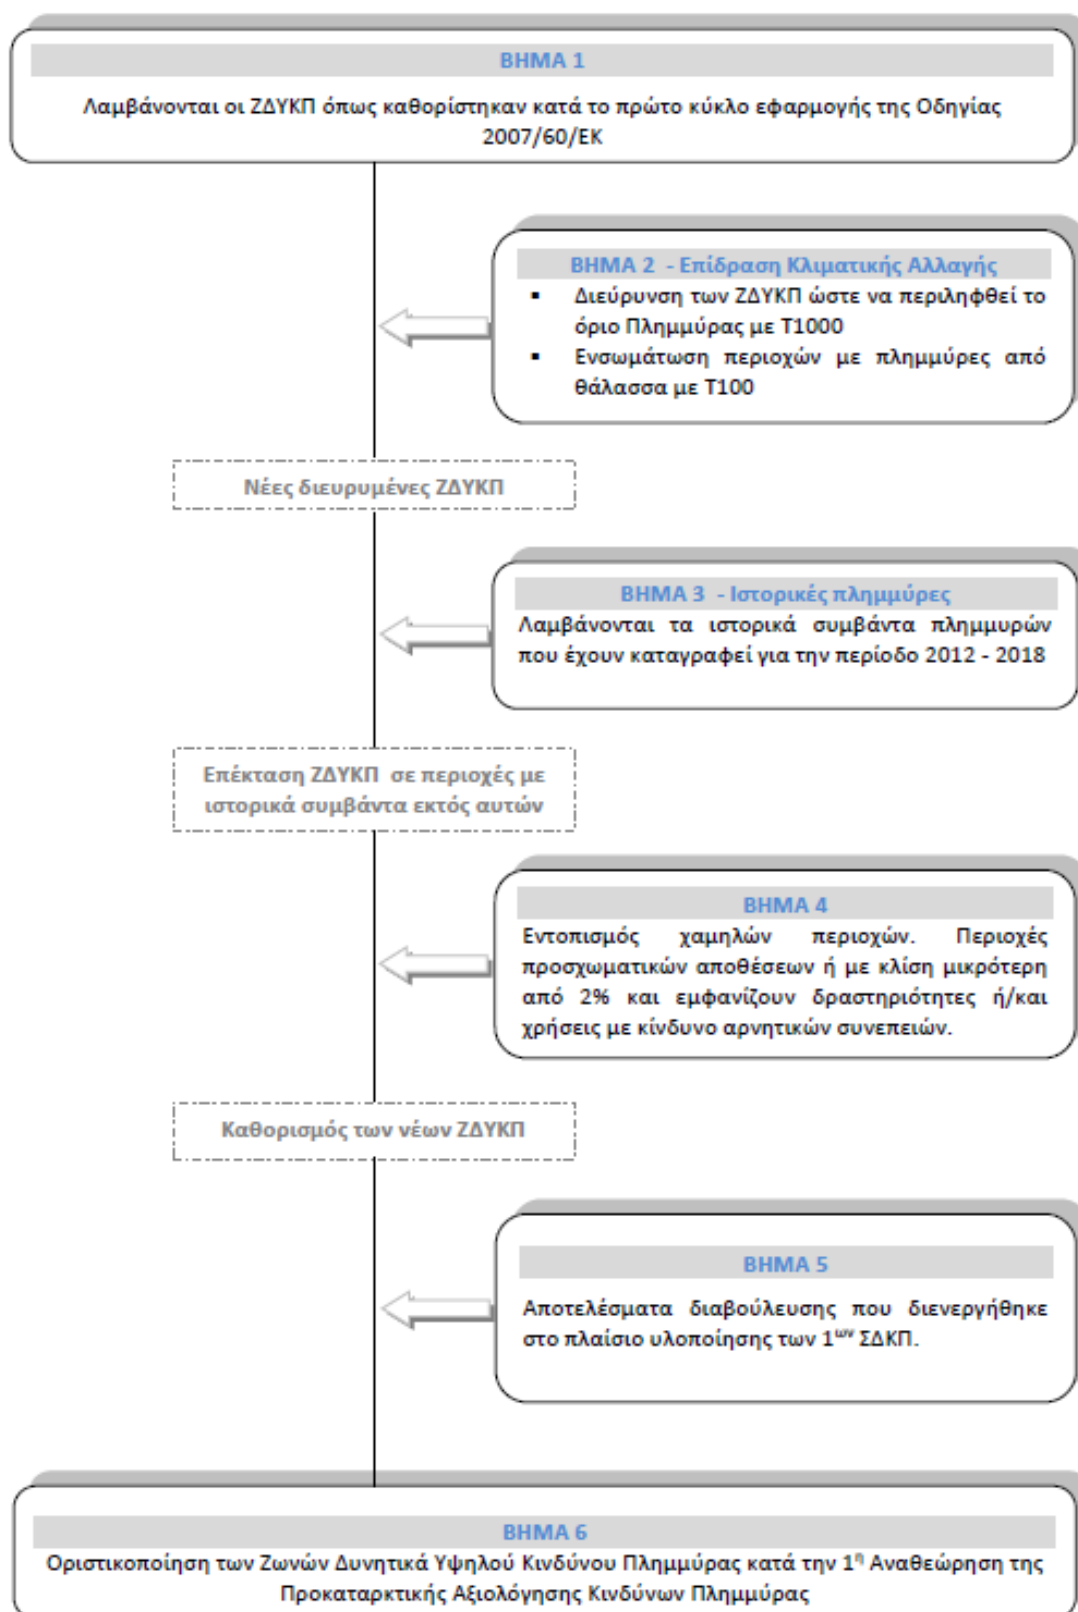 ΒΗΜΑ 1
Λαμβάνονται οι ΖΔΥΚΠ όπως καθορίστηκαν κατά το πρώτο κύκλο εφαρμογής της Οδηγίας
2007/60/ΕΚ
ΒΗΜΑ 2 - Επίδραση Κλιματικής Αλλαγής
▪ Διεύρυνση των ΖΔΥΚΠ ώστε να περιληφθεί το
όριο Πλημμύρας με Τ1000
▪ Ενσωμάτωση περιοχών με πλημμύρες από
θάλασσα με Τ100
Νέες διευρυμένες ΖΔΥΚΠ
ΒΗΜΑ 3 - Ιστορικές πλημμύρες
Λαμβάνονται τα ιστορικά συμβάντα πλημμυρών
που έχουν καταγραφεί για την περίοδο 2012 - 2018
Επέκταση ΖΔΥΚΠ σε περιοχές με
ιστορικά συμβάντα εκτός αυτών
ΒΗΜΑ 4
Εντοπισμός χαμηλών περιοχών. Περιοχές
προσχωματικών αποθέσεων ή με κλίση μικρότερη
από 2% και εμφανίζουν δραστηριότητες ή/και
χρήσεις με κίνδυνο αρνητικών συνεπειών.
Καθορισμός των νέων ΖΔΥΚΠ
ΒΗΜΑ 5
Αποτελέσματα διαβούλευσης που διενεργήθηκε
στο πλαίσιο υλοποίησης των 1ων ΣΔΚΠ.
ΒΗΜΑ 6
Οριστικοποίηση των Ζωνών Δυνητικά Υψηλού Κινδύνου Πλημμύρας κατά την 1η Αναθεώρηση της
Προκαταρκτικής Αξιολόγησης Κινδύνων Πλημμύρας